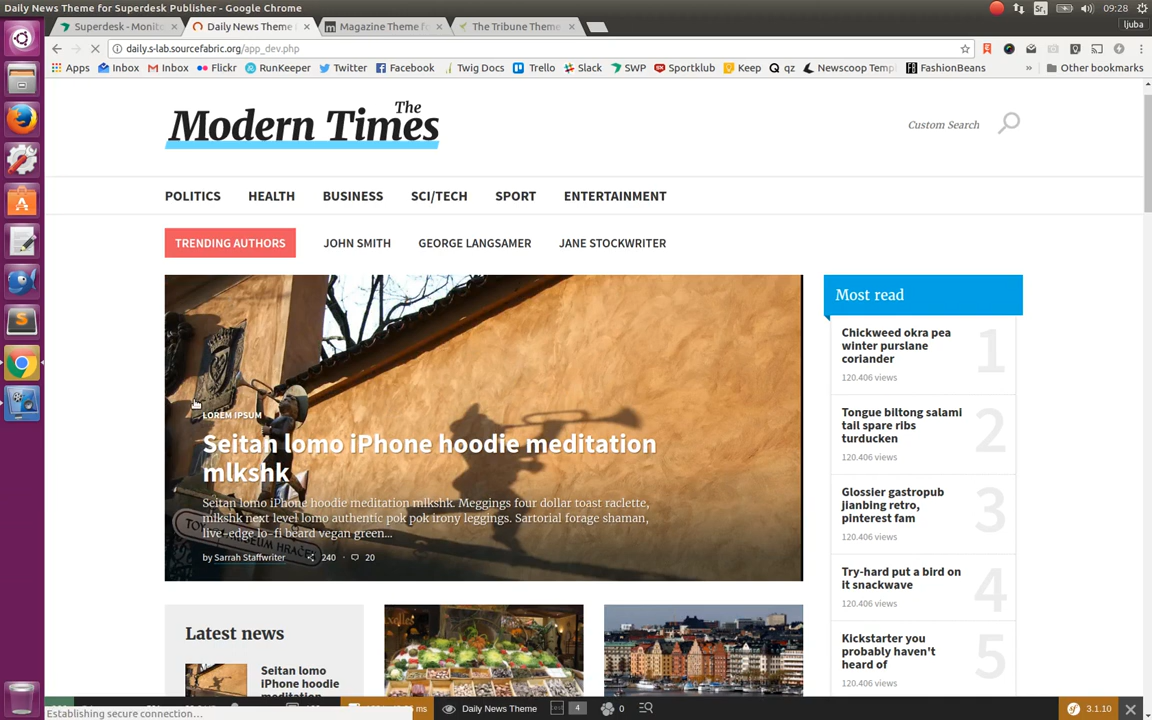 Daily News Theme for Superdesk Publisher - Google Chrome
Sr, 09:28
Superdesk - Monito × Daily News Theme × Magazine Theme fo × The Tribune Theme ×
ljuba
daily.s-lab.sourcefabric.org/app_dev.php
Apps Inbox Inbox Flickr RunKeeper Twitter Facebook Twig Docs Trello Slack SWP Sportklub Keep qz Newscoop Templ FashionBeans » Other bookmarks
The
Modern Times
Custom Search
POLITICS HEALTH BUSINESS SCI/TECH SPORT ENTERTAINMENT
TRENDING AUTHORS JOHN SMITH GEORGE LANGSAMER JANE STOCKWRITER
LOREM IPSUM
Seitan lomo iPhone hoodie meditation
mlkshk
Seitan lomo iPhone hoodie meditation mlkshk. Meggings four dollar toast raclette,
mlkshk next level lomo authentic pok pok irony leggings. Sartorial forage shaman,
live-edge lo-fi beard vegan green...
by Sarrah Staffwriter 240 · 20
Most read
Chickweed okra pea
winter purslane
coriander
1
120.406 views
Tongue biltong salami
tail spare ribs
turducken
2
120.406 views
Glossier gastropub
jianbing retro,
pinterest fam
3
120.406 views
Try-hard put a bird on
it snackwave
4
120.406 views
Kickstarter you
probably haven't
heard of
5
120.406 views
Latest news
Seitan lomo
iPhone hoodie
meditation
Establishing secure connection...
ms Daily News Theme 4 0 3.1.10